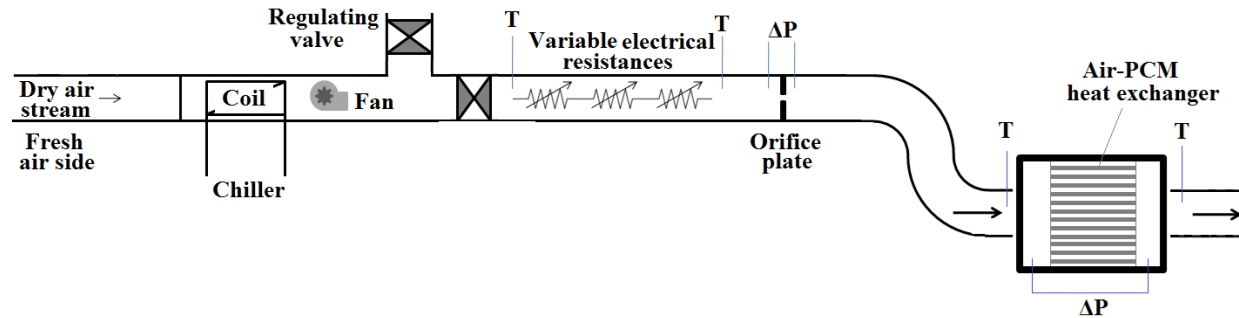 Regulating
valve
T
Variable electrical
resistances
T
ΔP
Dry air
stream
Coil
Fan
Air-PCM
heat exchanger
Fresh
air side
Chiller
Orifice
plate
T
T
ΔP